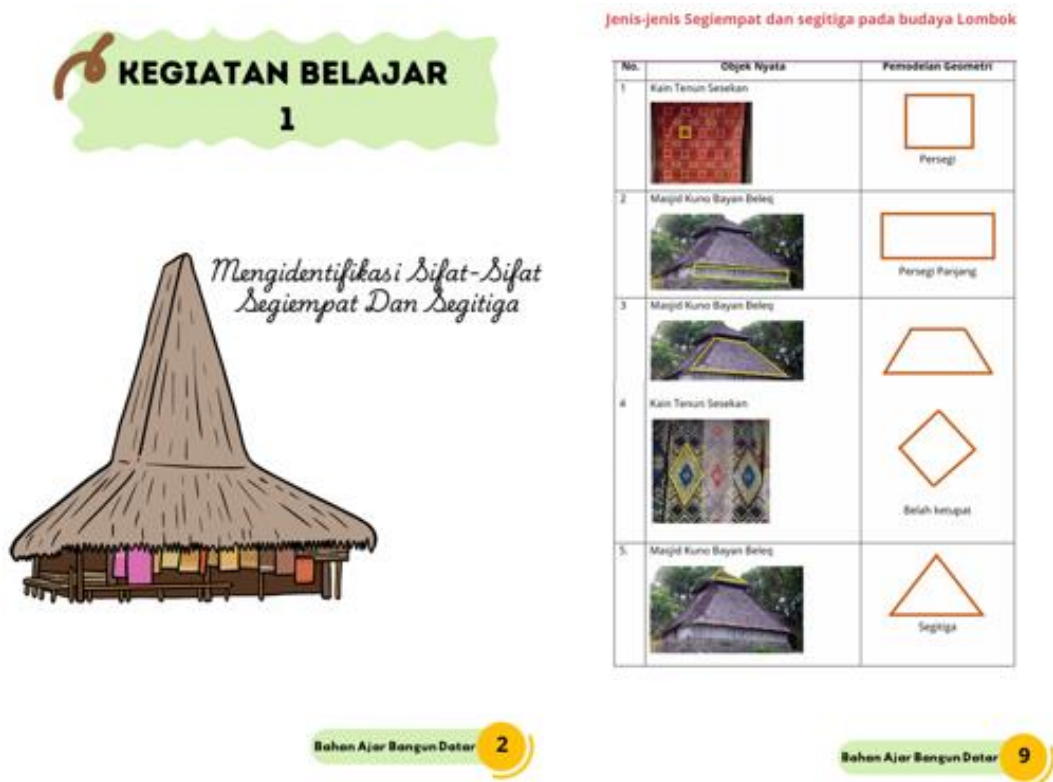 KEGIATAN BELAJAR
1
Mengidentifikasi Sifat-Sifat
Segiempat Dan Segitiga
Bahan Ajar Bangun Datar 2
Jenis-jenis Segiempat dan segitiga pada budaya Lombok
No. Objek Nyata Pemodelan Geometri
1 Kain Tenun Sesekan
Persegi
2 Masjid Kuno Bayan Beleq
Persegi Panjang
3 Masjid Kuno Bayan Beleq
4 Kain Tenun Sesekan
Belah ketupat
5. Masjid Kuno Bayan Beleq
Segitiga
Bahan Ajar Bangun Datar 9